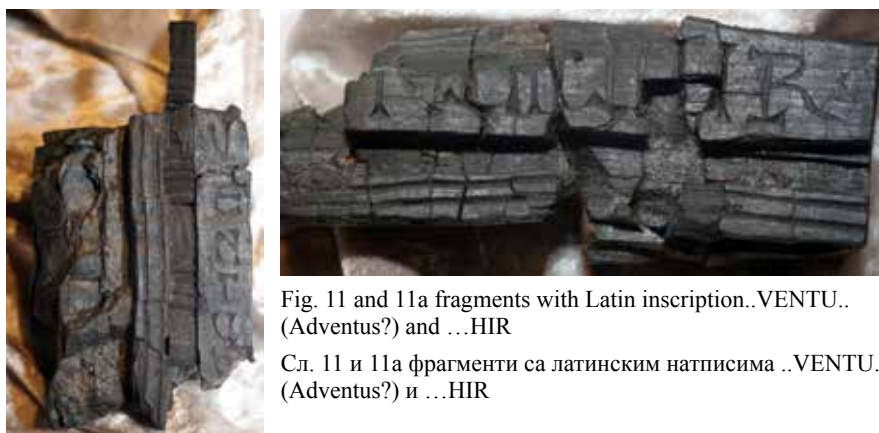 Fig. 11 and 11a fragments with Latin inscription..VENTU..
(Adventus?) and …HIR
Сл. 11 и 11а фрагменти са латинским натписима ..VENTU.
(Adventus?) и …HIR